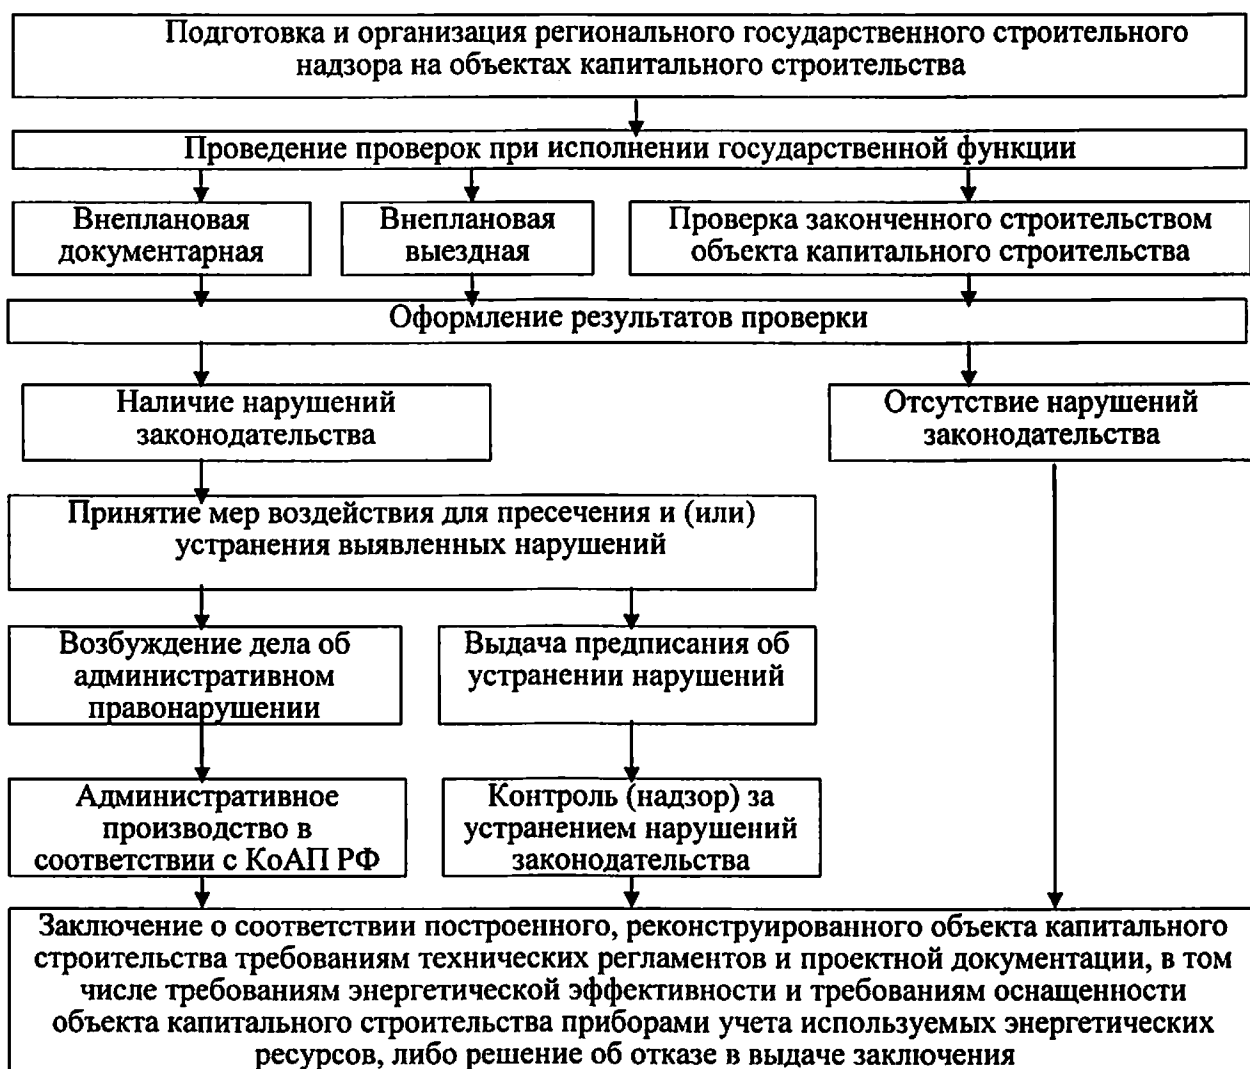 Подготовка и организация регионального государственного строительного
надзора на объектах капитального строительства
Проведение проверок при исполнении государственной функции
Внеплановая
документарная
Внеплановая
выездная
Проверка законченного строительством
объекта капитального строительства
Оформление результатов проверки
Наличие нарушений
законодательства
Отсутствие нарушений
законодательства
Принятие мер воздействия для пресечения и (или)
устранения выявленных нарушений
Возбуждение дела об
административном
правонарушении
Выдача предписания об
устранении нарушений
Административное
производство в
соответствии с КоАП РФ
Контроль (надзор) за
устранением нарушений
законодательства
Заключение о соответствии построенного, реконструированного объекта капитального
строительства требованиям технических регламентов и проектной документации, в том
числе требованиям энергетической эффективности и требованиям оснащенности
объекта капитального строительства приборами учета используемых энергетических
ресурсов, либо решение об отказе в выдаче заключения